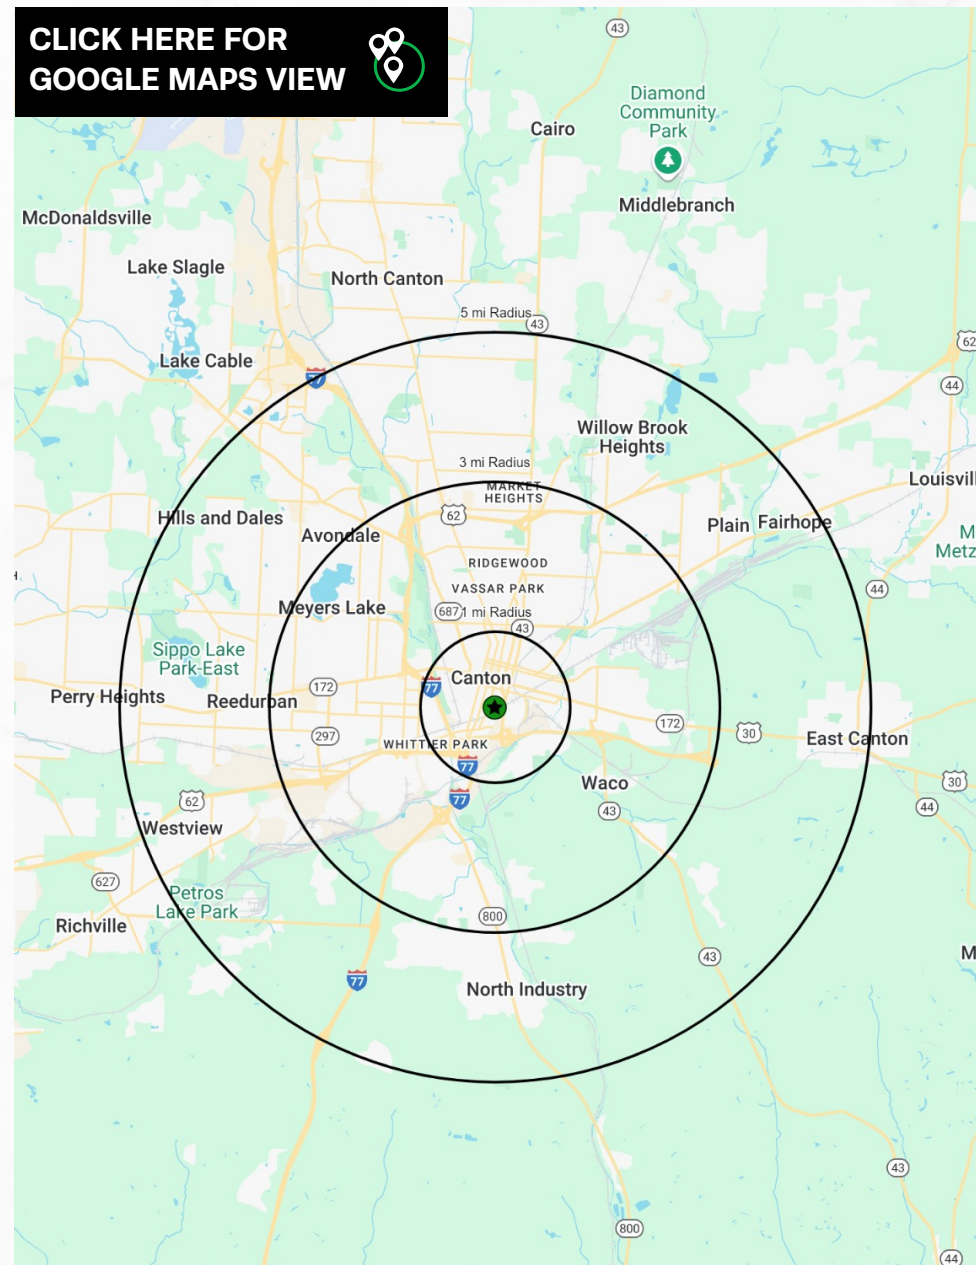 CLICK HERE FOR
GOOGLE MAPS VIEW
43
Diamond
Community
Park
Cairo
Middlebranch
McDonaldsville
Lake Slagle
North Canton
5 mi Radius
43
62
Lake Cable
77
44
Willow Brook
Heights
3 mi Radius
MARKET
HEIGHTS
62
Hills and Dales
Avondale
Plain
Fairhope
Louisvil
M
Metz
RIDGEWOOD
VASSAR PARK
44
Meyers Lake
687
1 mi Radius
43
Sippo Lake
Park-East
Canton
77
172
Perry Heights
Reedurban
172
30
297
WHITTIER PARK
East Canton
77
Waco
30
77
62
43
44
Westview
627
Petros
Lake Park
Richville
800
43
M
77
North Industry
43
800
44